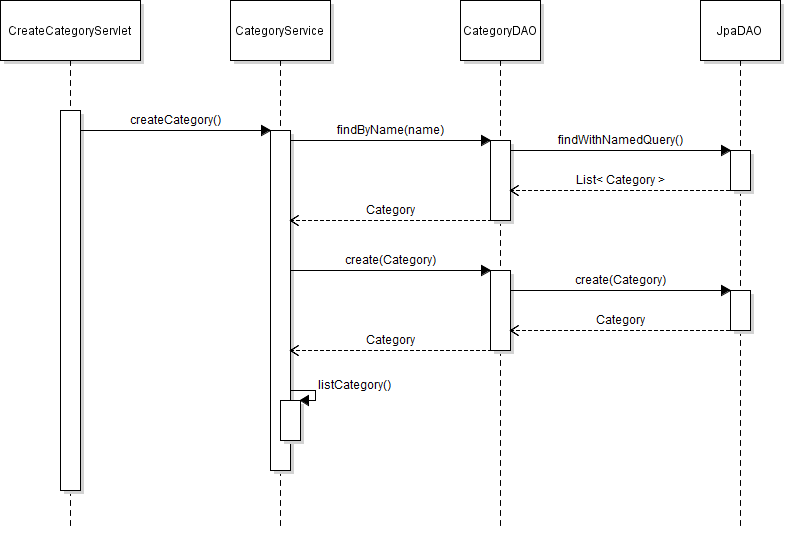 CreateCategoryServlet
CategoryService
CategoryDAO
JpaDAO
createCategory()
findByName(name)
findWithNamedQuery()
List< Category >
Category
create(Category)
create(Category)
Category
Category
listCategory()